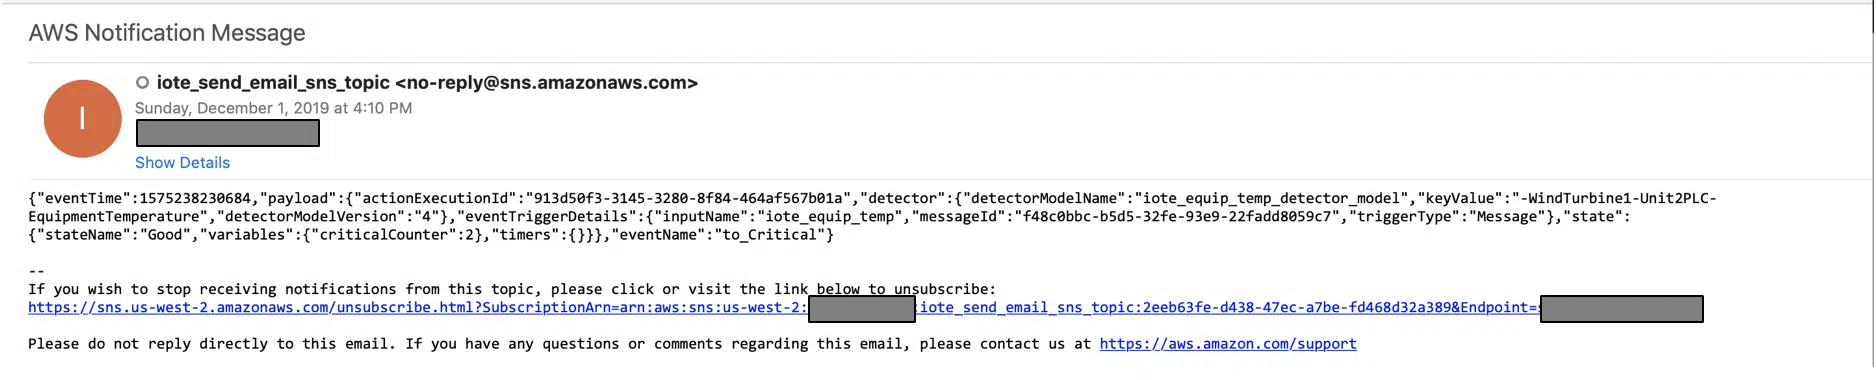 AWS Notification Message
I
iote_send_email_sns_topic <no-reply@sns.amazonaws.com>
Sunday, December 1, 2019 at 4:10 PM
Show Details
{"eventTime":1575238230684,"payload":{"actionExecutionId":"913d50f3-3145-3280-8f84-464af567b01a","detector":{"detectorModelName":"iote_equip_temp_detector_model","keyValue":"-WindTurbine1-Unit2PLC-
EquipmentTemperature","detectorModelVersion":"4"},"eventTriggerDetails":{"inputName":"iote_equip_temp","messageId":"f48c0bbc-b5d5-32fe-93e9-22fadd8059c7","triggerType":"Message"},"state":
{"stateName":"Good","variables":{"criticalCounter":2},"timers":{}}},"eventName":"to_Critical"}
--
If you wish to stop receiving notifications from this topic, please click or visit the link below to unsubscribe:
https://sns.us-west-2.amazonaws.com/unsubscribe.html?SubscriptionArn=arn:aws:sns:us-west-2: :iote_send_email_sns_topic:2eeb63fe-d438-47ec-a7be-fd468d32a389&Endpoint=
Please do not reply directly to this email. If you have any questions or comments regarding this email, please contact us at https://aws.amazon.com/support